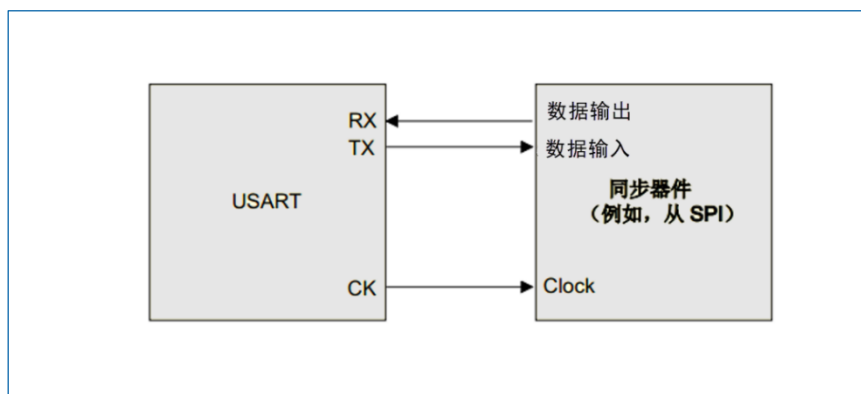 RX
TX
USART
CK
数据输出
数据输入
同步器件
（例如，从 SPI）
Clock